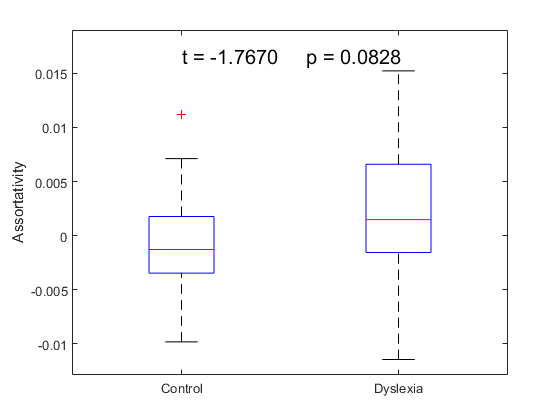 t = -1.7670 p = 0.0828
0.015
0.01
0.005
0
-0.005
-0.01
Assortativity
Control Dyslexia